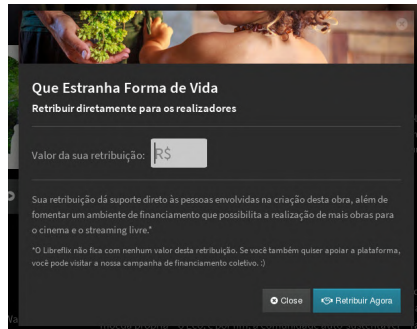 Que Estranha Forma de Vida
Retribuir diretamente para os realizadores
Valor da sua retribuição: R$
Sua retribuição dá suporte direto às pessoas envolvidas na criação desta obra, além de
fomentar um ambiente de financiamento que possibilita a realização de mais obras para
o cinema e o streaming livre.*
*O Libreflix não fica com nenhum valor desta retribuição. Se você também quiser apoiar a plataforma,
você pode visitar a nossa campanha de financiamento coletivo. :)
Close Retribuir Agora